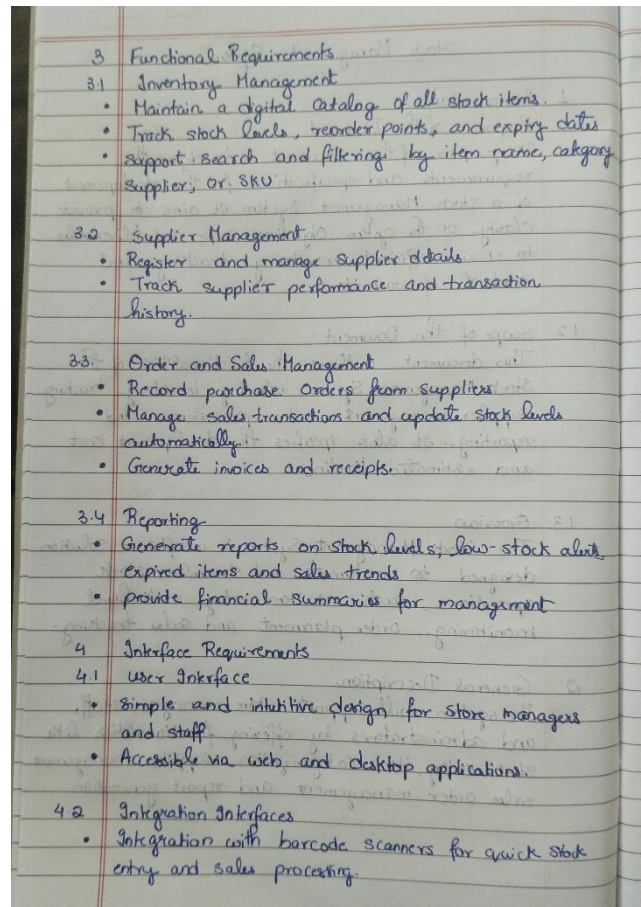 3 Functional Requirements
3.1 Inventory Management
• Maintain a digital catalog of all stock items.
• Track stock levels, reorder points, and expiry dates
• support search and filtering by item name, category
supplier, or SKU
3.2 Supplier Management
• Register and manage supplier details
• Track supplier performance and transaction
history.
3.3. Order and Sales Management
• Record purchase orders from suppliers
• Manage sales transactions and update stock levels
automatically.
• Generate invoices and receipts.
3.4 Reporting
• Generate reports on stock levels, low-stock alerts
expired items and sales trends
• provide financial summaries for management
4 Interface Requirements
4.1 user Interface
• simple and intuitive design for store managers
and staff
• Accessible via web and desktop applications.
4.2 Integration Interfaces
• Integration with barcode scanners for quick stock
entry and sales processing.